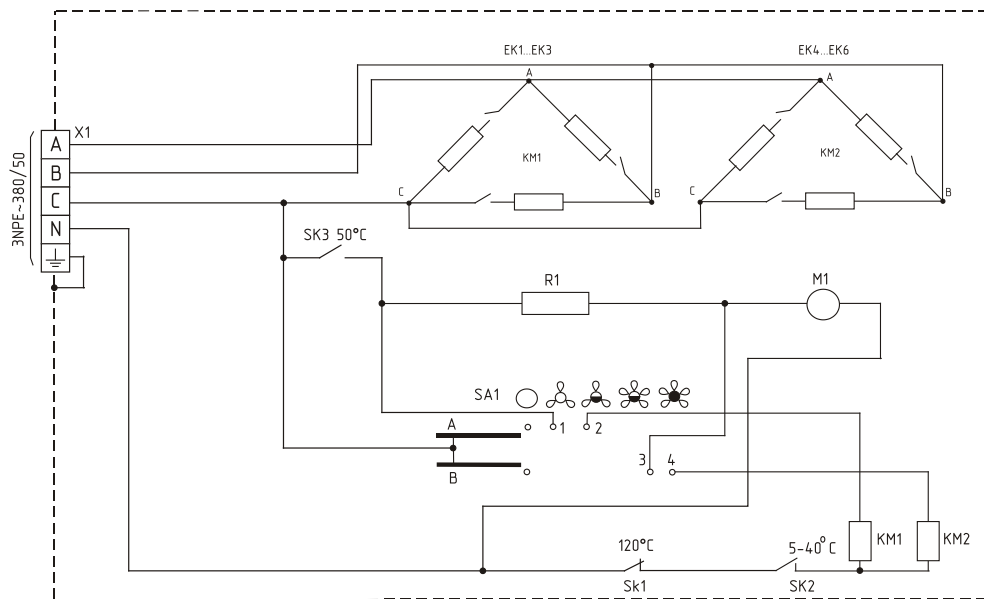 EK1...EK3
EK4...EK6
A
A
X1
A
B
C
N
3NPE~380/50
KM1
KM2
C
B
C
B
SK3 50°C
R1
M1
SA1
A
1
2
B
3
4
120°C
5-40°C
KM1
KM2
Sk1
SK2